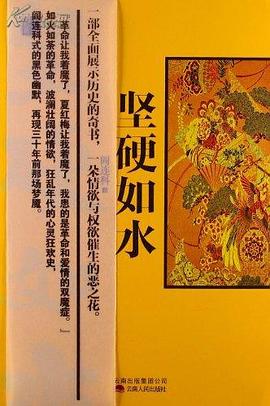 坚硬如水
阎连科 著
一部全面展示历史的奇书，
一朵情欲与权欲催生的恶之花。
『革命让我着魔了，夏红梅让我着魔，我患的是革命和爱情的双魔症。』
如火如荼的革命，波澜壮阔的情欲，狂乱年代的心灵狂欢史，
阎连科式的黑色幽默，再现三十年前那场梦魇。
云南出版集团公司
云南人民出版社